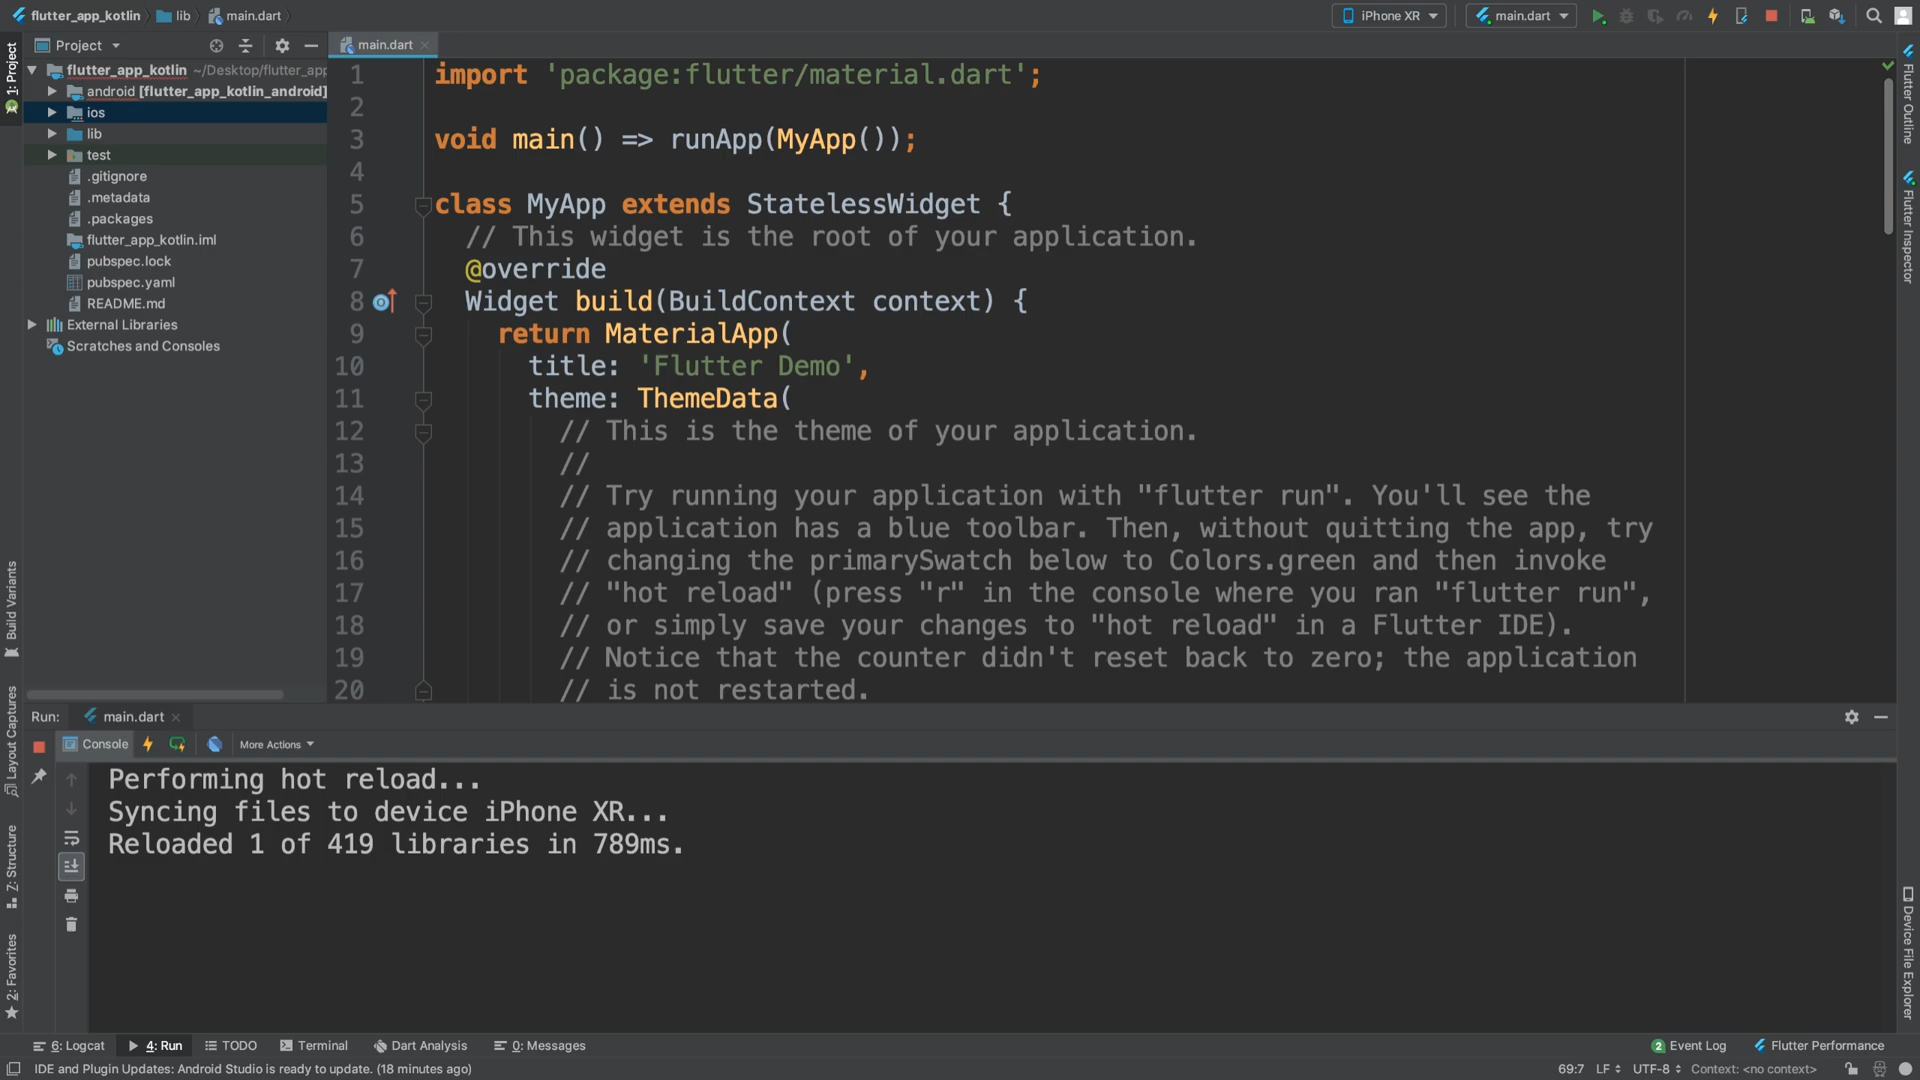 flutter_app_kotlin
lib
main.dart
iPhone XR
main.dart
Project
main.dart
1: Project
flutter_app_kotlin ~/Desktop/flutter_app
android [flutter_app_kotlin_android]
ios
lib
test
.gitignore
.metadata
.packages
flutter_app_kotlin.iml
pubspec.lock
pubspec.yaml
README.md
External Libraries
Scratches and Consoles
1 import 'package:flutter/material.dart';
2
3 void main() => runApp(MyApp());
4
5 class MyApp extends StatelessWidget {
6 // This widget is the root of your application.
7 @override
8 Widget build(BuildContext context) {
9 return MaterialApp(
10 title: 'Flutter Demo',
11 theme: ThemeData(
12 // This is the theme of your application.
13 //
14 // Try running your application with "flutter run". You'll see the
15 // application has a blue toolbar. Then, without quitting the app, try
16 // changing the primarySwatch below to Colors.green and then invoke
17 // "hot reload" (press "r" in the console where you ran "flutter run",
18 // or simply save your changes to "hot reload" in a Flutter IDE).
19 // Notice that the counter didn't reset back to zero; the application
20 // is not restarted.
Flutter Outline
Flutter Inspector
Build Variants
Layout Captures
Z: Structure
2: Favorites
Device File Explorer
Run:
main.dart
Console
More Actions
Performing hot reload...
Syncing files to device iPhone XR...
Reloaded 1 of 419 libraries in 789ms.
6: Logcat
4: Run
TODO
Terminal
Dart Analysis
0: Messages
2 Event Log
Flutter Performance
IDE and Plugin Updates: Android Studio is ready to update. (18 minutes ago)
69:7
LF
UTF-8
Context: <no context>